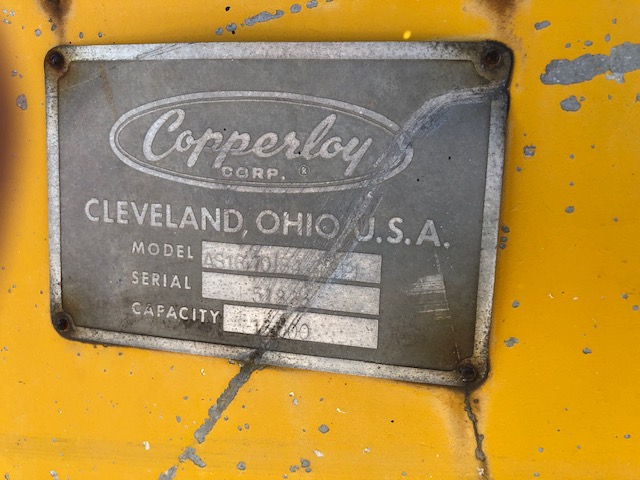 Copperloy
CORP. ®
CLEVELAND, OHIO, U.S.A.
MODEL
SERIAL
CAPACITY